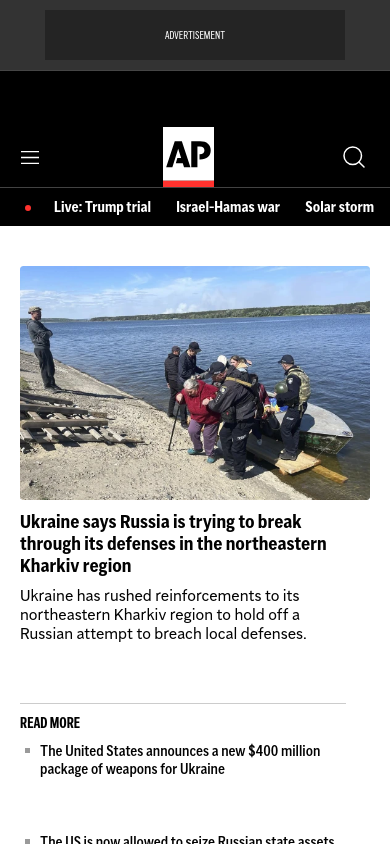 ADVERTISEMENT
AP
Live: Trump trial Israel-Hamas war Solar storm
Ukraine says Russia is trying to break
through its defenses in the northeastern
Kharkiv region
Ukraine has rushed reinforcements to its
northeastern Kharkiv region to hold off a
Russian attempt to breach local defenses.
READ MORE
The United States announces a new $400 million
package of weapons for Ukraine
The US is now allowed to seize Russian state assets